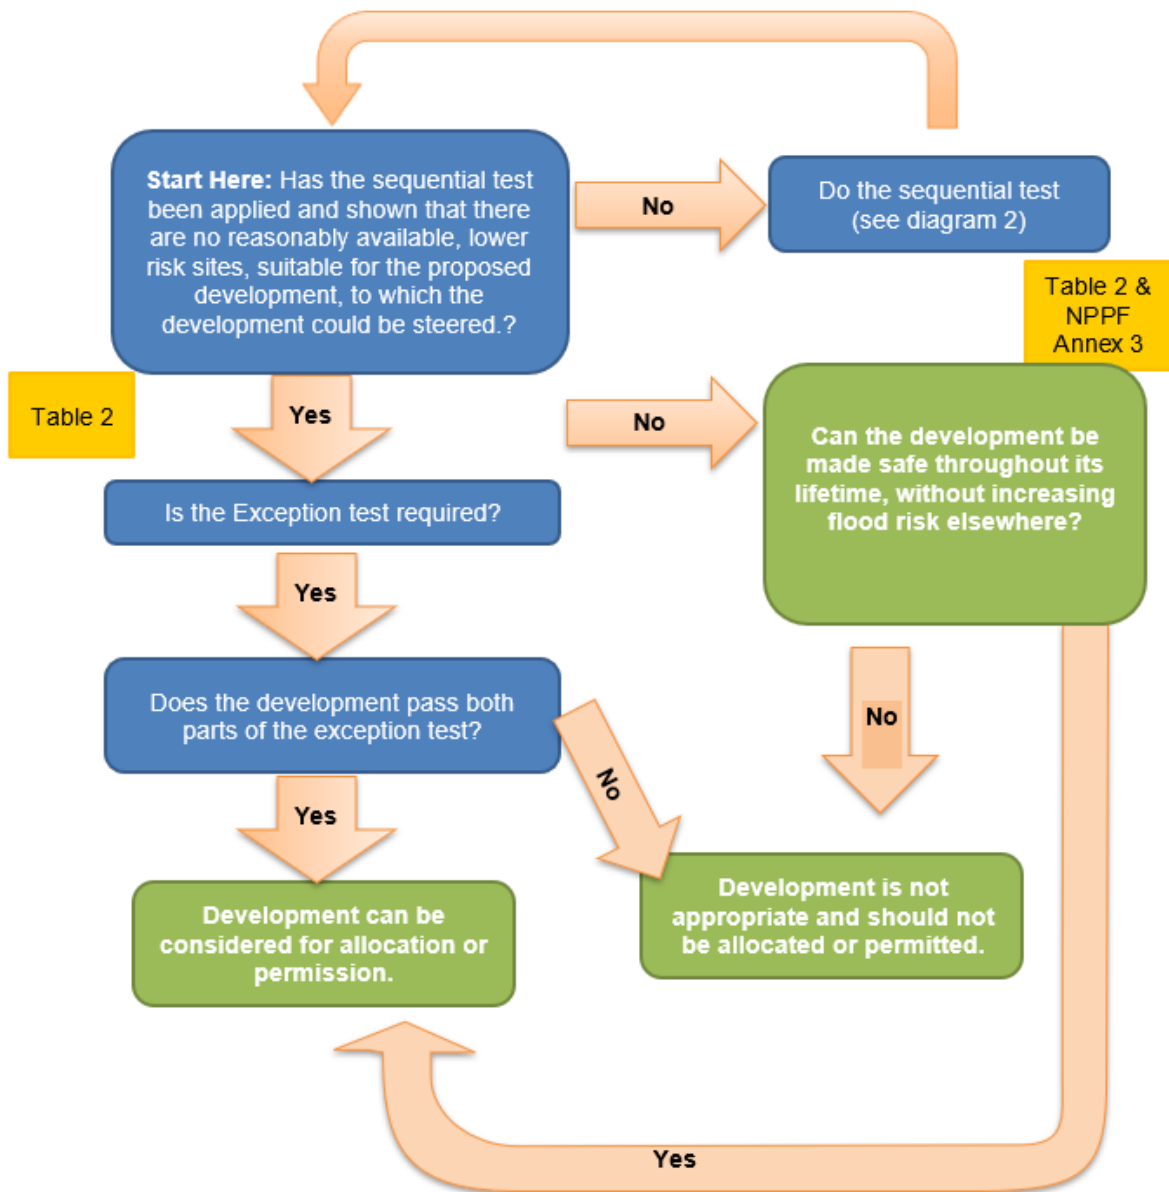 Start Here: Has the sequential test
been applied and shown that there
are no reasonably available, lower
risk sites, suitable for the proposed
development, to which the
development could be steered.?
No
Do the sequential test
(see diagram 2)
Table 2 &
NPPF
Annex 3
Table 2
Yes
No
Can the development be
made safe throughout its
lifetime, without increasing
flood risk elsewhere?
Is the Exception test required?
Yes
Does the development pass both
parts of the exception test?
No
No
Yes
Development can be
considered for allocation or
permission.
Development is not
appropriate and should not
be allocated or permitted.
Yes